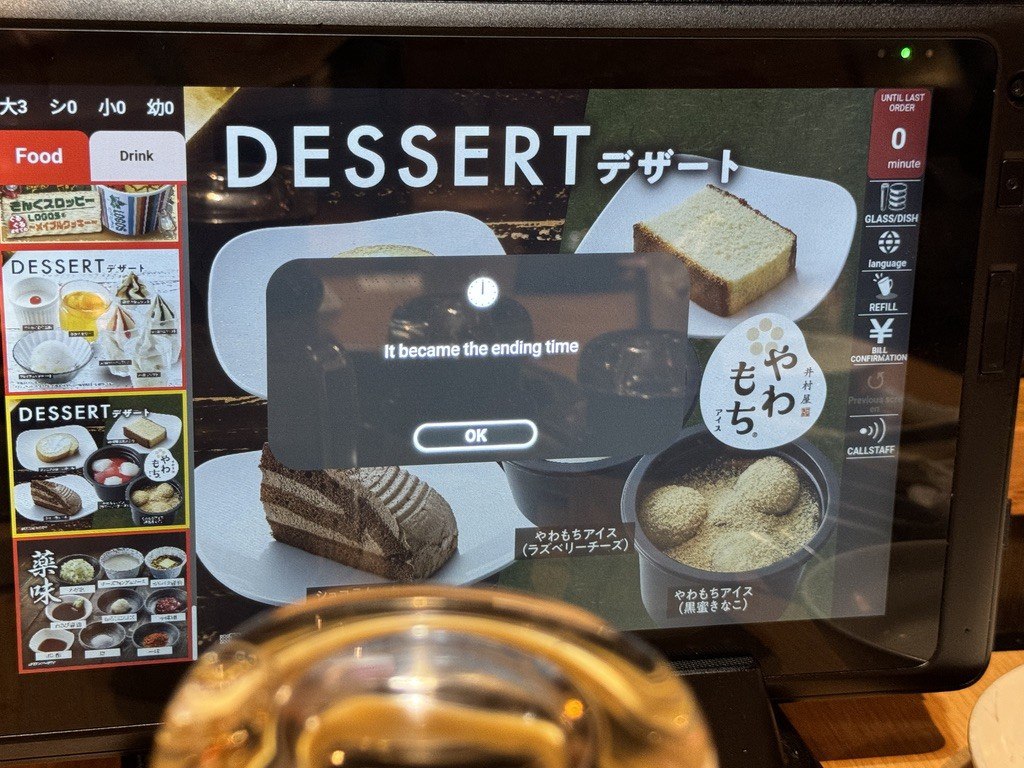 大3 シ0 小0 幼0
Food
Drink
DESSERT デザート
UNTIL LAST
ORDER
0
minute
GLASS/DISH
language
REFILL
¥
BILL
CONFIRMATION
Previous scre
en
CALLSTAFF
LOGOS
DESSERT デザート
DESSERT デザート
薬味
It became the ending time
OK
井村屋
やわ
もち
アイス
やわもちアイス
(ラズベリーチーズ)
やわもちアイス
(黒蜜きなこ)